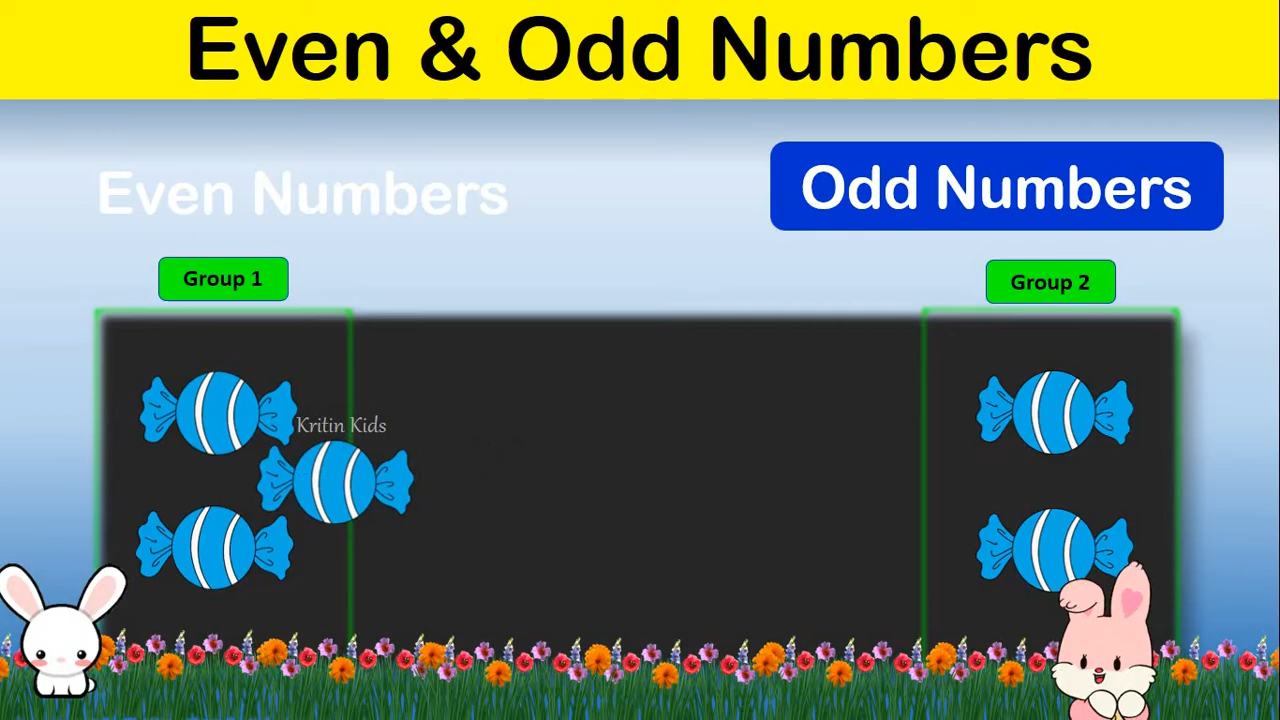 Even & Odd Numbers
Even Numbers
Odd Numbers
Group 1
Group 2
Kritin Kids